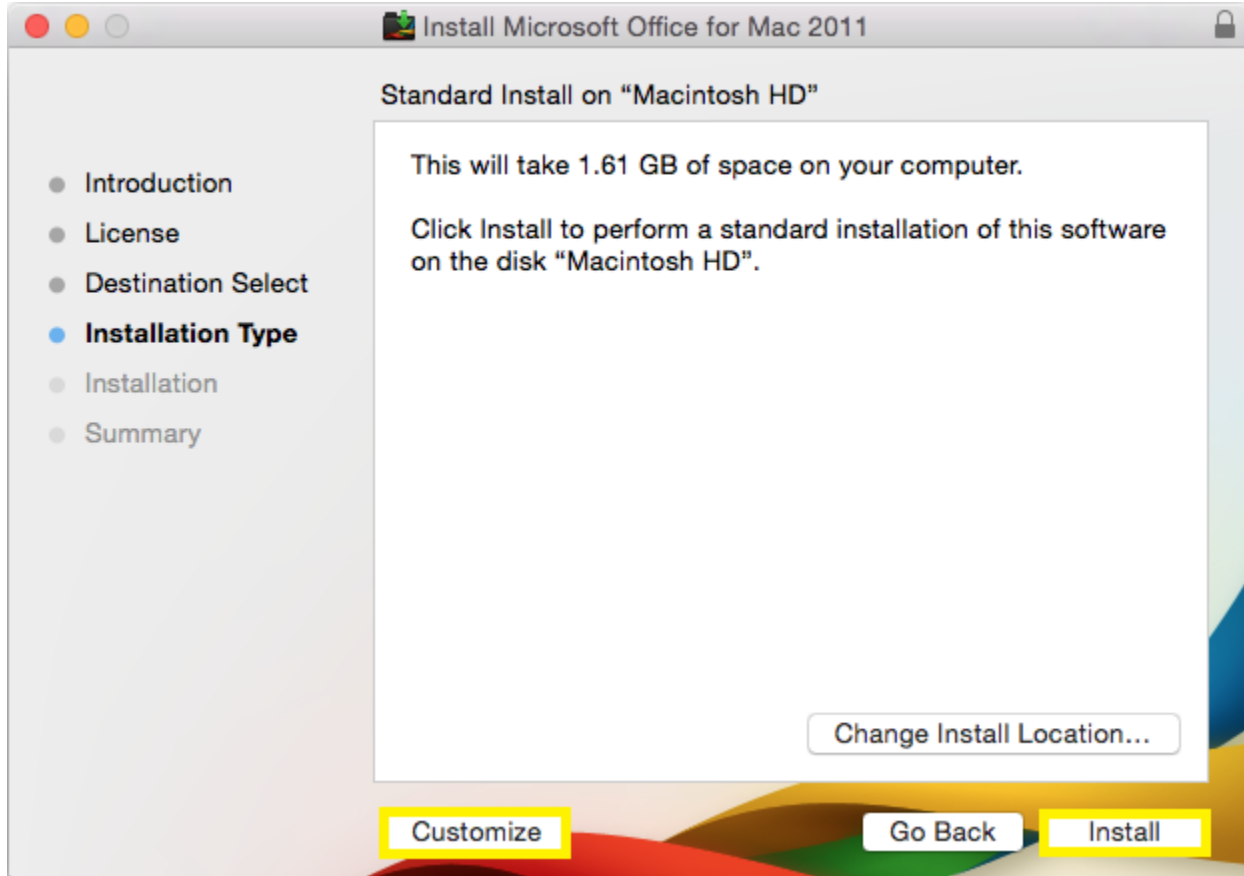 Install Microsoft Office for Mac 2011
Standard Install on “Macintosh HD”
Introduction
License
Destination Select
Installation Type
Installation
Summary
This will take 1.61 GB of space on your computer.
Click Install to perform a standard installation of this software
on the disk “Macintosh HD”.
Change Install Location...
Customize
Go Back
Install